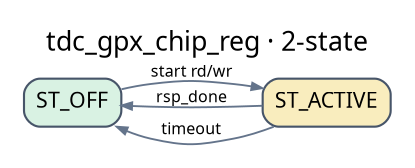 tdc_gpx_chip_reg · 2-state
start rd/wr
ST_OFF
rsp_done
ST_ACTIVE
timeout